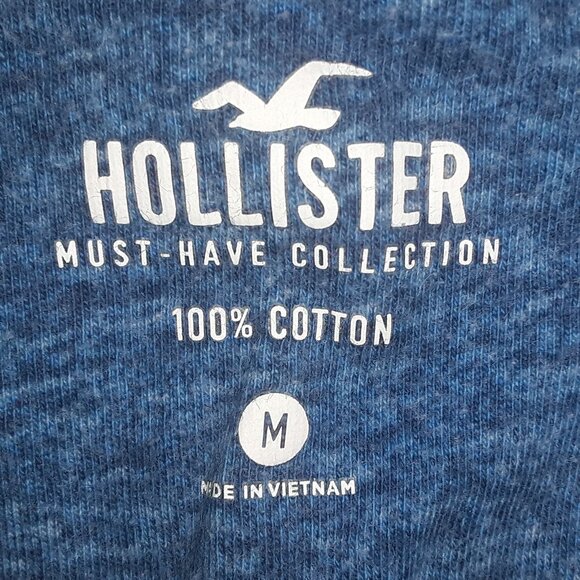 HOLLISTER
MUST-HAVE COLLECTION
100% COTTON
M
MADE IN VIETNAM